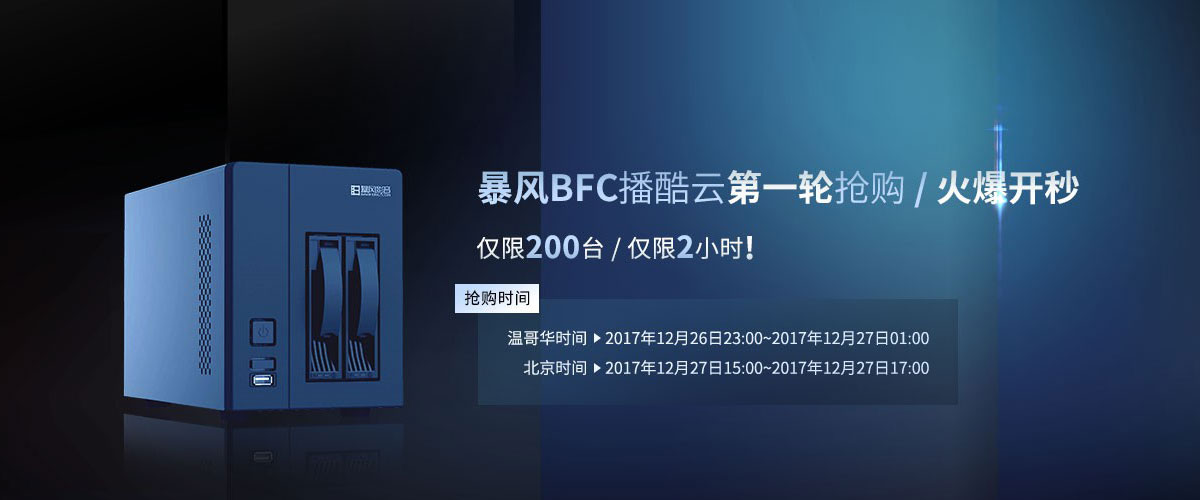 暴风影音
暴风BFC播酷云第一轮抢购 / 火爆开秒
仅限200台 / 仅限2小时!
抢购时间
温哥华时间 2017年12月26日23:00~2017年12月27日01:00
北京时间 2017年12月27日15:00~2017年12月27日17:00